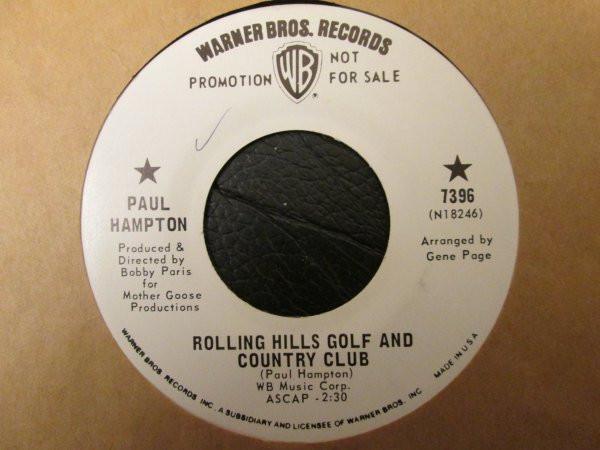 WARNER BROS. RECORDS
PROMOTION NOT FOR SALE
WB
®
★ ★
PAUL
HAMPTON
Produced &
Directed by
Bobby Paris
for
Mother Goose
Productions
7396
(N18246)
Arranged by
Gene Page
ROLLING HILLS GOLF AND
COUNTRY CLUB
(Paul Hampton)
WB Music Corp.
ASCAP - 2:30
WARNER BROS. RECORDS INC. A SUBSIDIARY AND LICENSEE OF WARNER BROS. INC.
MADE IN U.S.A.